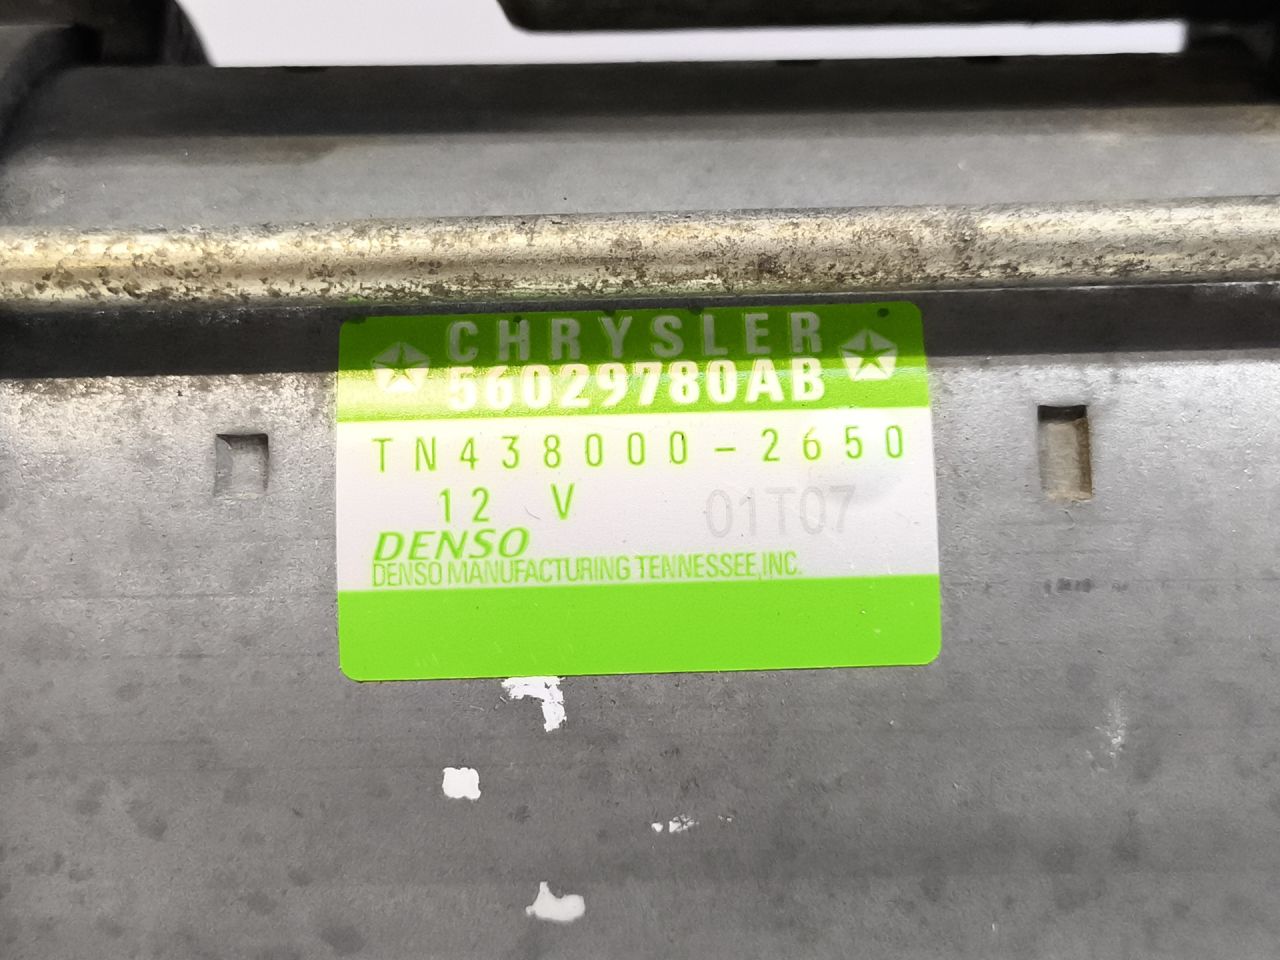 CHRYSLER
56029780AB
TN438000-2650
12 V 01T07
DENSO
DENSO MANUFACTURING TENNESSEE, INC.